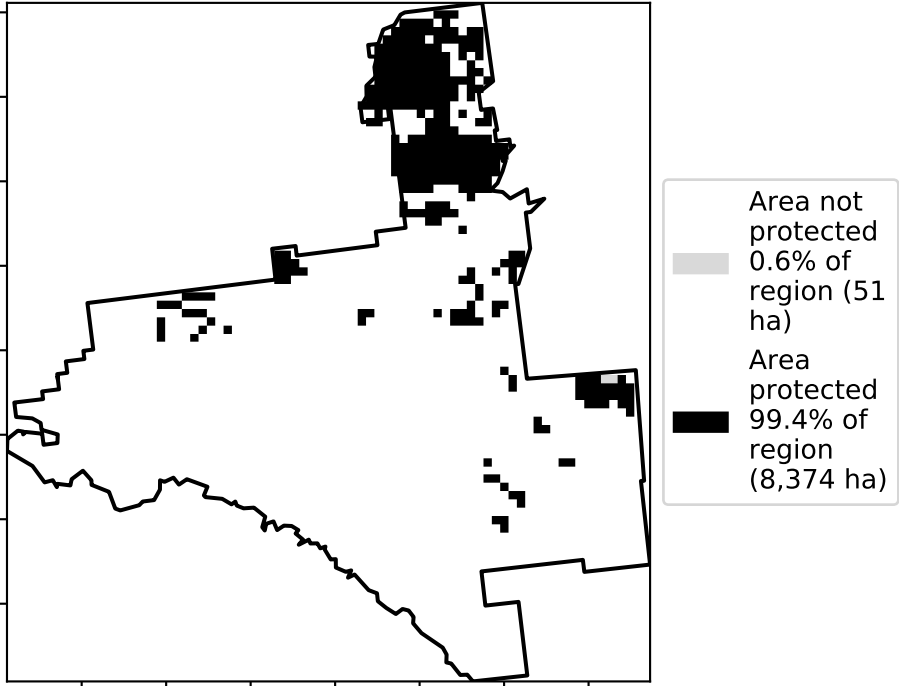 Area not
protected
0.6% of
region (51
ha)
Area
protected
99.4% of
region
(8,374 ha)